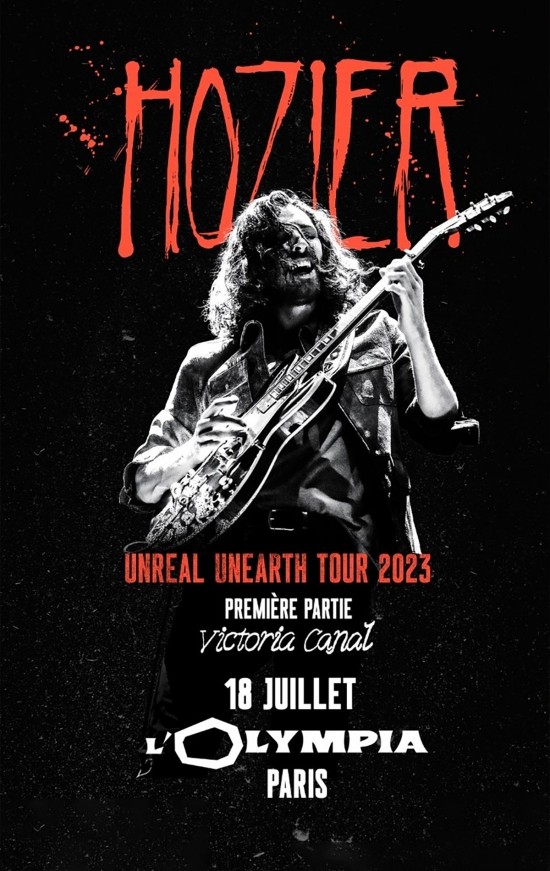 HOZIER
UNREAL UNEARTH TOUR 2023
PREMIÈRE PARTIE
Victoria Canal
18 JUILLET
L'OLYMPIA
PARIS